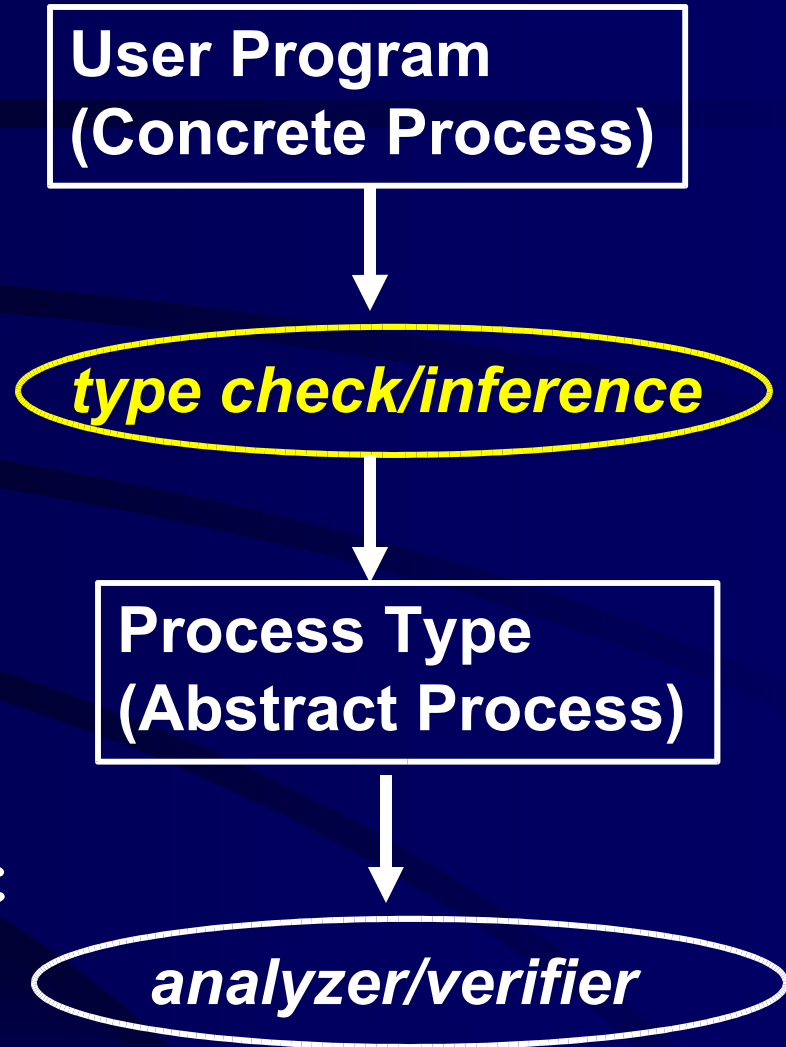 User Program
(Concrete Process)
type check/inference
Process Type
(Abstract Process)
:
analyzer/verifier